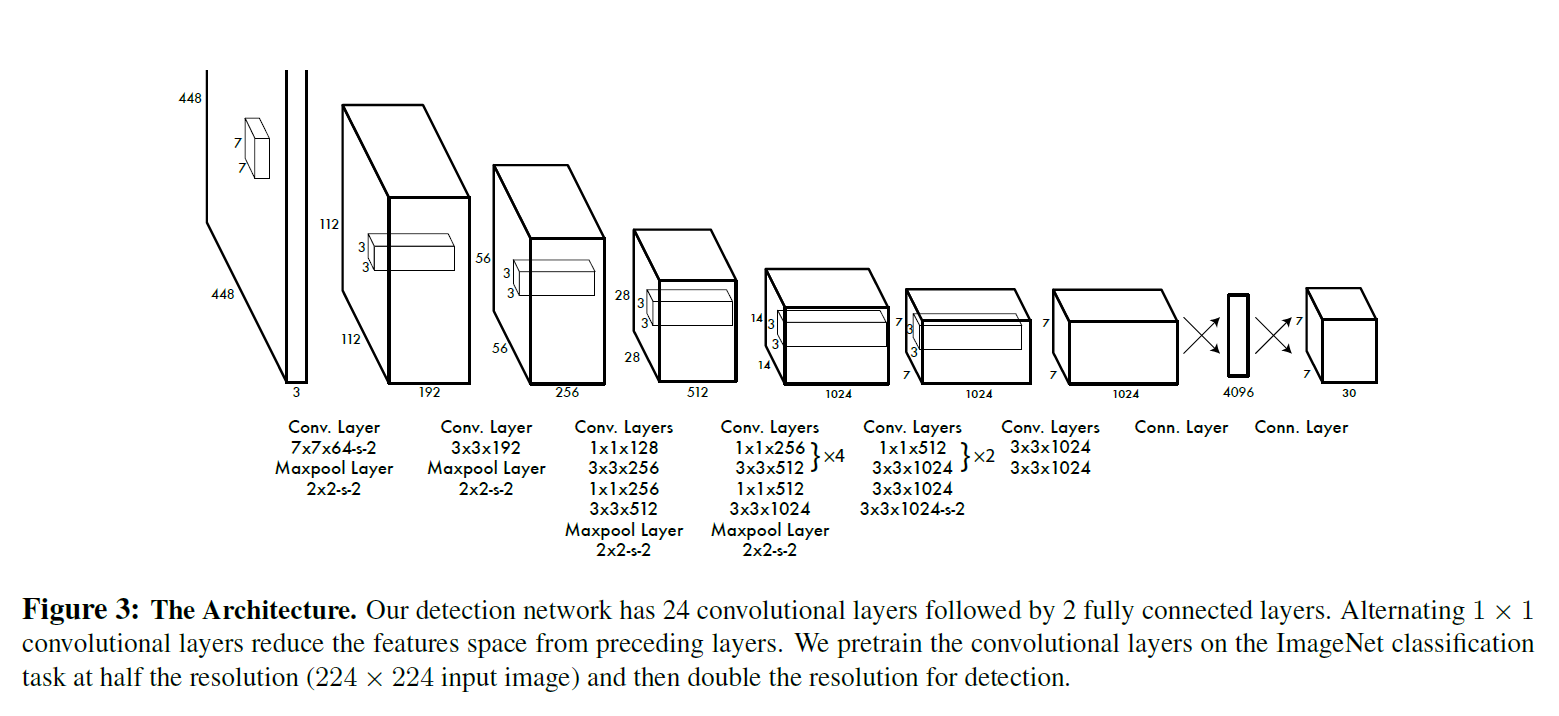 448
7
7
448
3
112
3
3
112
192
56
3
3
56
256
28
3
3
28
512
14
3
3
14
1024
7
3
3
7
1024
7
7
1024
4096
7
7
30
Conv. Layer
7x7x64-s-2
Maxpool Layer
2x2-s-2
Conv. Layer
3x3x192
Maxpool Layer
2x2-s-2
Conv. Layers
1x1x128
3x3x256
1x1x256
3x3x512
Maxpool Layer
2x2-s-2
Conv. Layers
1x1x256
3x3x512 }×4
1x1x512
3x3x1024
Maxpool Layer
2x2-s-2
Conv. Layers
1x1x512
3x3x1024 }×2
3x3x1024
3x3x1024-s-2
Conv. Layers
3x3x1024
3x3x1024
Conn. Layer
Conn. Layer
Figure 3: The Architecture. Our detection network has 24 convolutional layers followed by 2 fully connected layers. Alternating 1 × 1
convolutional layers reduce the features space from preceding layers. We pretrain the convolutional layers on the ImageNet classification
task at half the resolution (224 × 224 input image) and then double the resolution for detection.